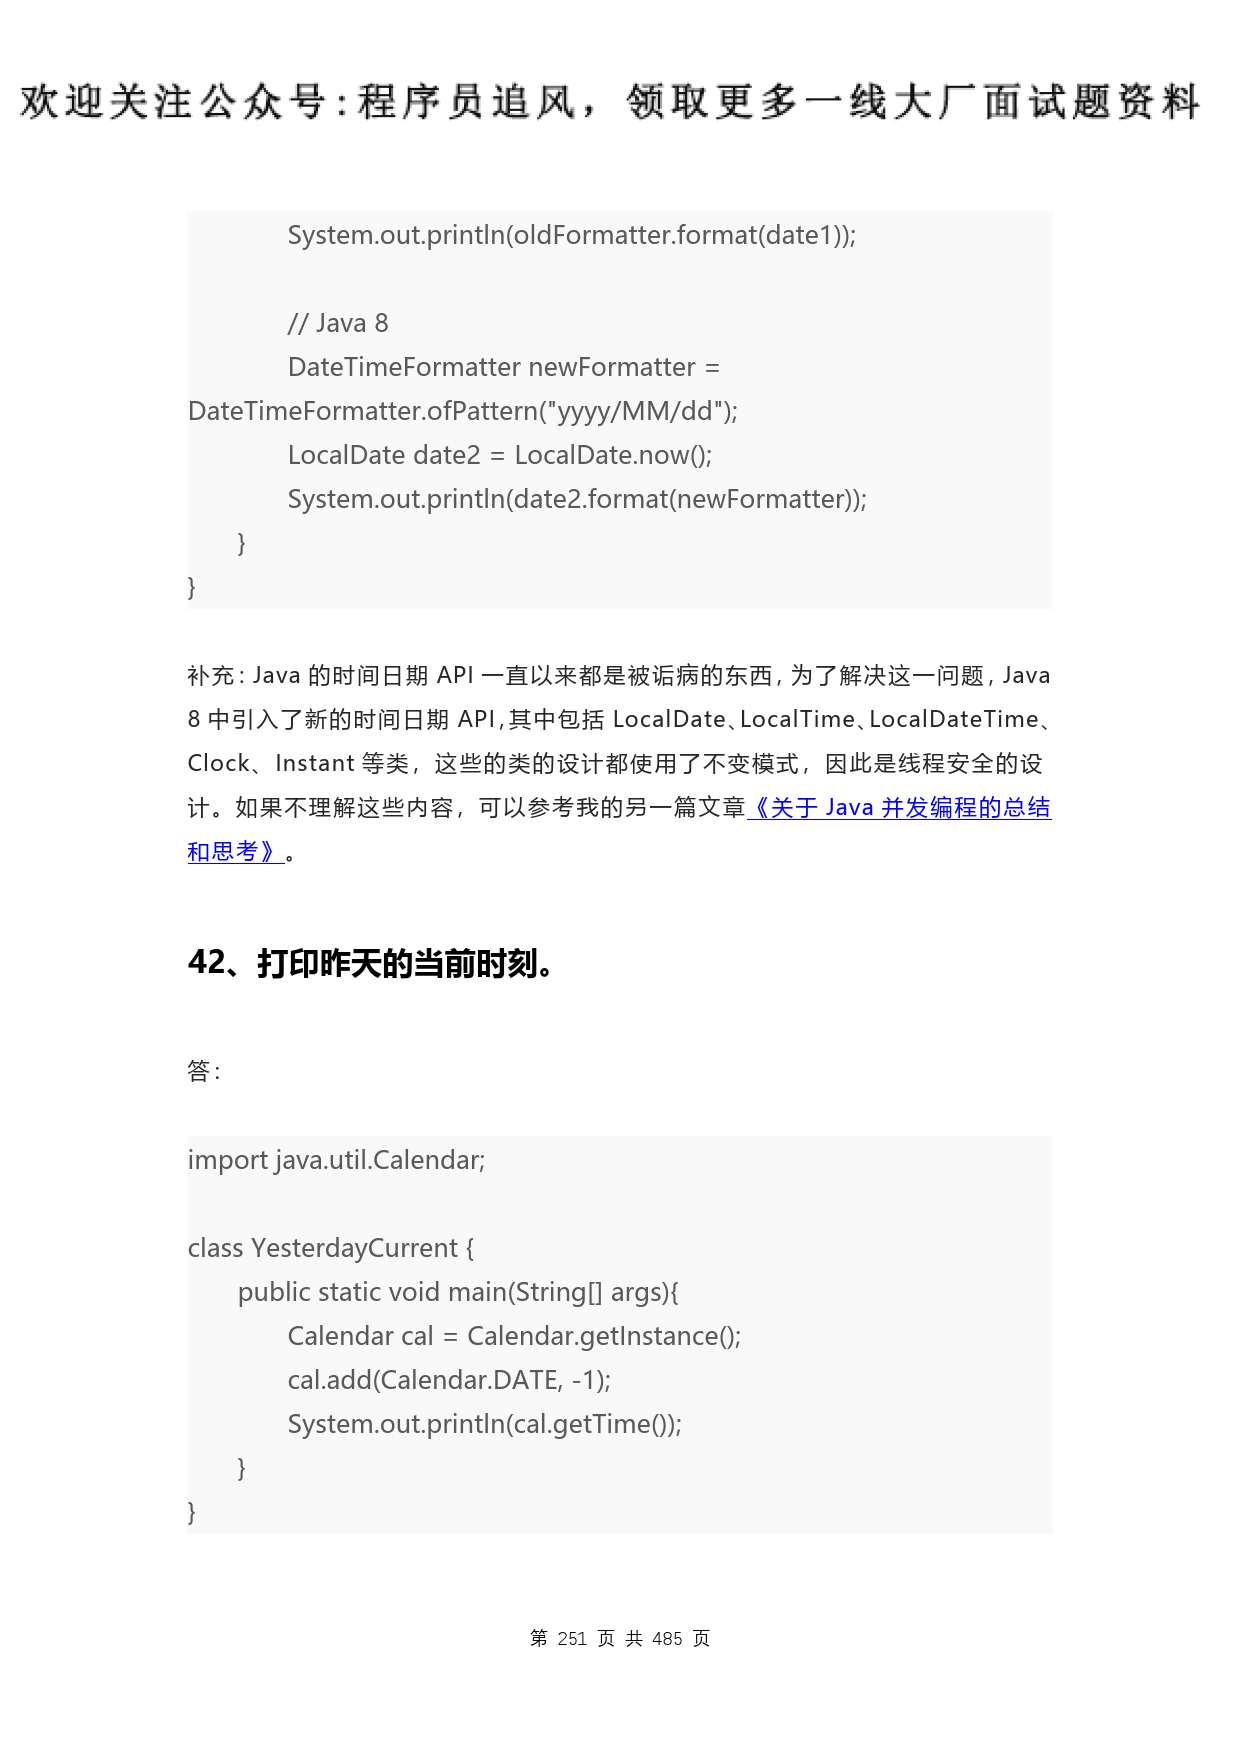 欢迎关注公众号:程序员追风，领取更多一线大厂面试题资料
System.out.println(oldFormatter.format(date1));
// Java 8
DateTimeFormatter newFormatter =
DateTimeFormatter.ofPattern("yyyy/MM/dd");
LocalDate date2 = LocalDate.now();
System.out.println(date2.format(newFormatter));
}
}
补充：Java 的时间日期 API 一直以来都是被诟病的东西，为了解决这一问题，Java
8 中引入了新的时间日期 API，其中包括 LocalDate、LocalTime、LocalDateTime、
Clock、Instant 等类，这些的类的设计都使用了不变模式，因此是线程安全的设
计。如果不理解这些内容，可以参考我的另一篇文章《关于 Java 并发编程的总结
和思考》。
42、打印昨天的当前时刻。
答：
import java.util.Calendar;
class YesterdayCurrent {
public static void main(String[] args){
Calendar cal = Calendar.getInstance();
cal.add(Calendar.DATE, -1);
System.out.println(cal.getTime());
}
}
第 251 页 共 485 页